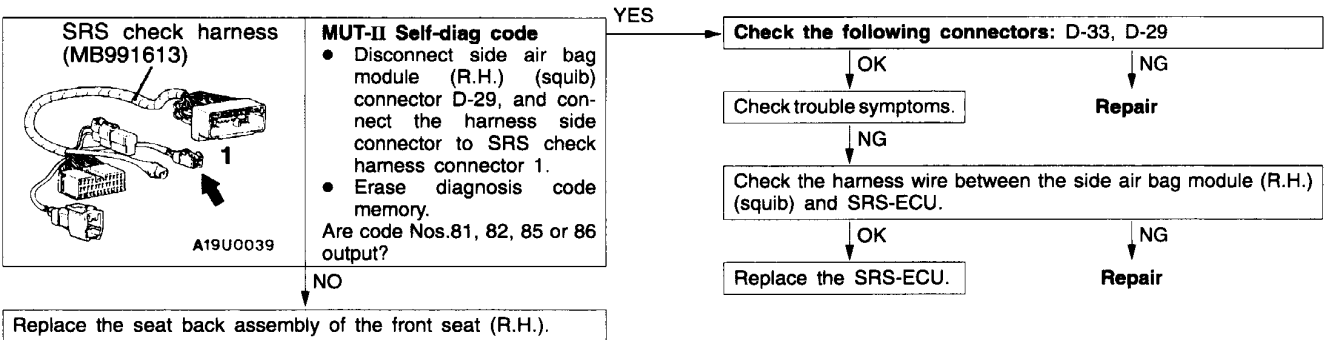 SRS check harness
(MB991613)
1
A19U0039
MUT-II Self-diag code
● Disconnect side air bag
module (R.H.) (squib)
connector D-29, and con-
nect the harness side
connector to SRS check
harness connector 1.
● Erase diagnosis code
memory.
Are code Nos.81, 82, 85 or 86
output?
YES
NO
Replace the seat back assembly of the front seat (R.H.).
Check the following connectors: D-33, D-29
OK
NG
Check trouble symptoms.
Repair
NG
Check the harness wire between the side air bag module (R.H.)
(squib) and SRS-ECU.
OK
NG
Replace the SRS-ECU.
Repair